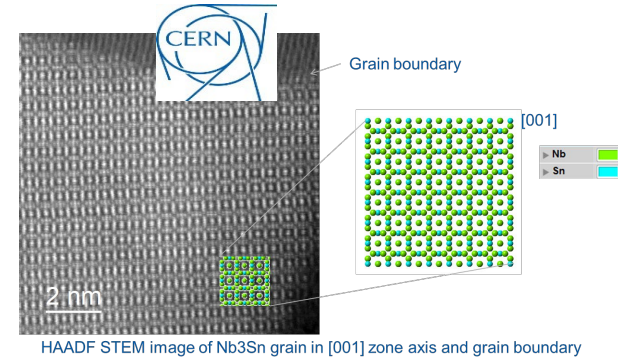 CERN
Grain boundary
[001]
Nb
Sn
2 nm
HAADF STEM image of Nb3Sn grain in [001] zone axis and grain boundary